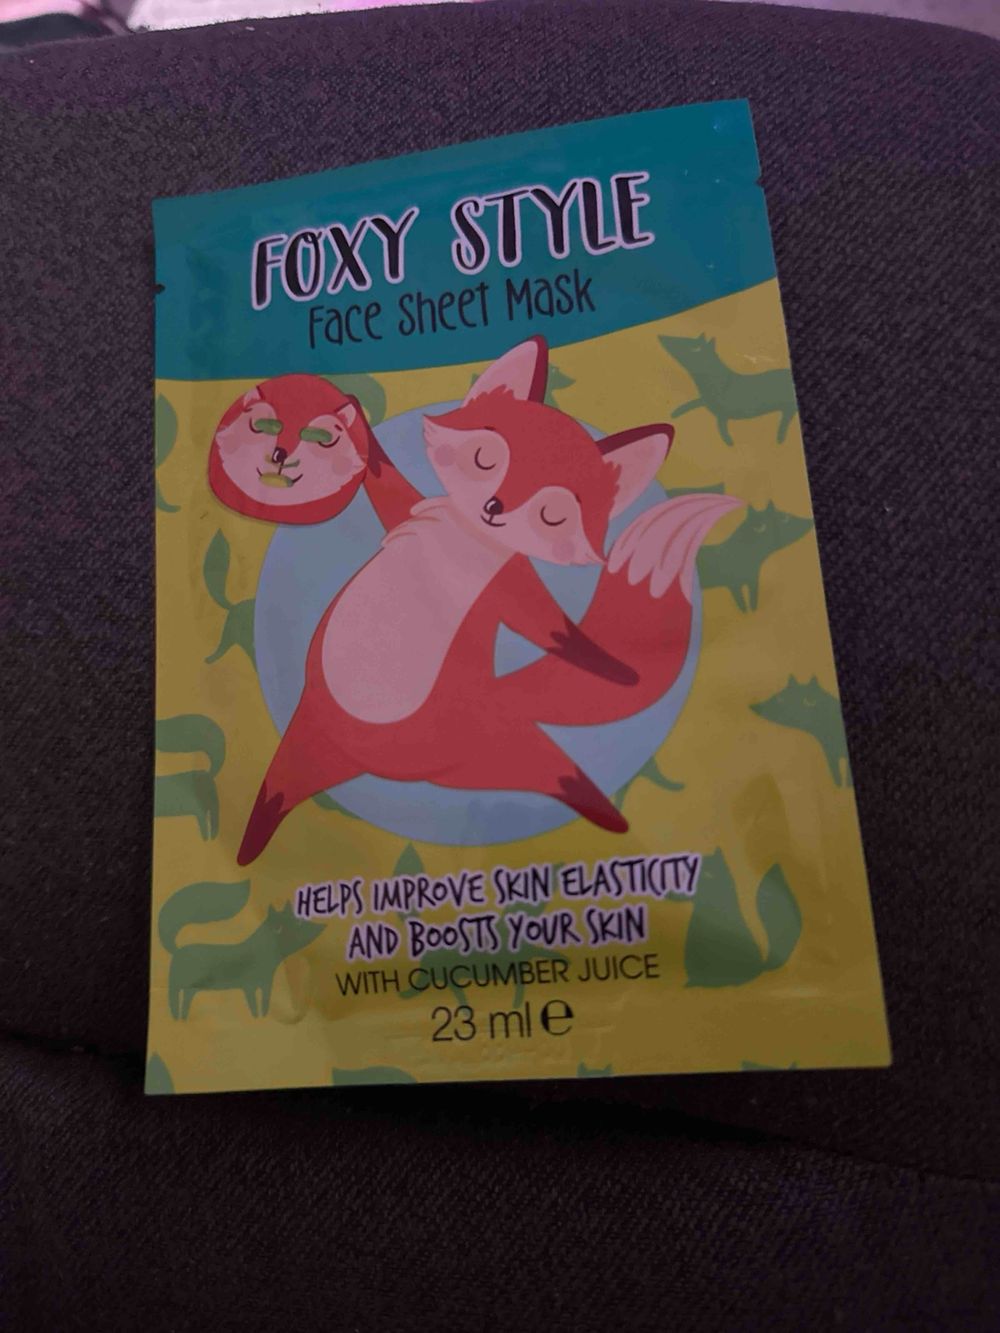 FOXY STYLE
Face Sheet Mask
HELPS IMPROVE SKIN ELASTICITY
AND BOOSTS YOUR SKIN
WITH CUCUMBER JUICE
23 ml ℮